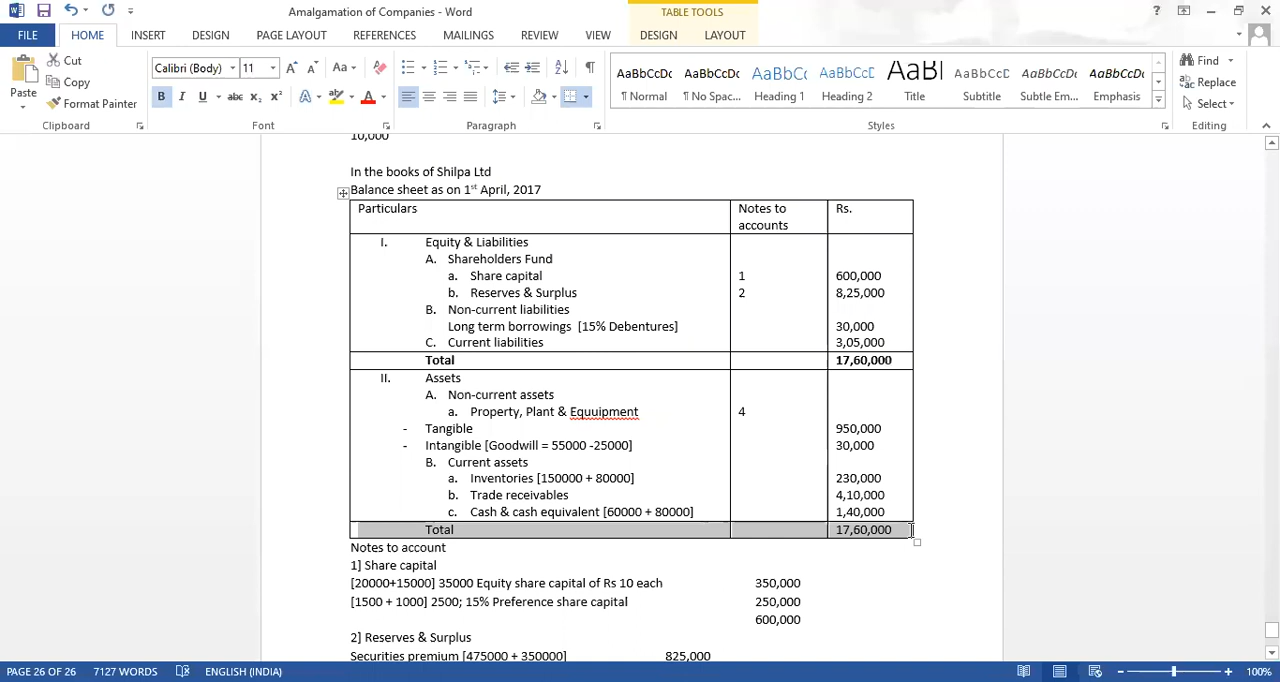 Amalgamation of Companies - Word
TABLE TOOLS
FILE HOME INSERT DESIGN PAGE LAYOUT REFERENCES MAILINGS REVIEW VIEW DESIGN LAYOUT
Paste
Cut
Copy
Format Painter
Clipboard
Calibri (Body) 11
Font
Paragraph
AaBbCcDc AaBbCcDc AaBbCc AaBbCcC AaBl AaBbCcD AaBbCcDc AaBbCcDc
¶ Normal ¶ No Spac... Heading 1 Heading 2 Title Subtitle Subtle Em... Emphasis
Styles
Find
Replace
Select
Editing
10,000
In the books of Shilpa Ltd
Balance sheet as on 1st April, 2017
Particulars Notes to accounts Rs.
I. Equity & Liabilities
A. Shareholders Fund
a. Share capital 1 600,000
b. Reserves & Surplus 2 8,25,000
B. Non-current liabilities
Long term borrowings [15% Debentures] 30,000
C. Current liabilities 3,05,000
Total 17,60,000
II. Assets
A. Non-current assets
a. Property, Plant & Equuipment 4
- Tangible 950,000
- Intangible [Goodwill = 55000 -25000] 30,000
B. Current assets
a. Inventories [150000 + 80000] 230,000
b. Trade receivables 4,10,000
c. Cash & cash equivalent [60000 + 80000] 1,40,000
Total 17,60,000
Notes to account
1] Share capital
[20000+15000] 35000 Equity share capital of Rs 10 each 350,000
[1500 + 1000] 2500; 15% Preference share capital 250,000
600,000
2] Reserves & Surplus
Securities premium [475000 + 350000] 825,000
PAGE 26 OF 26 7127 WORDS ENGLISH (INDIA) 100%